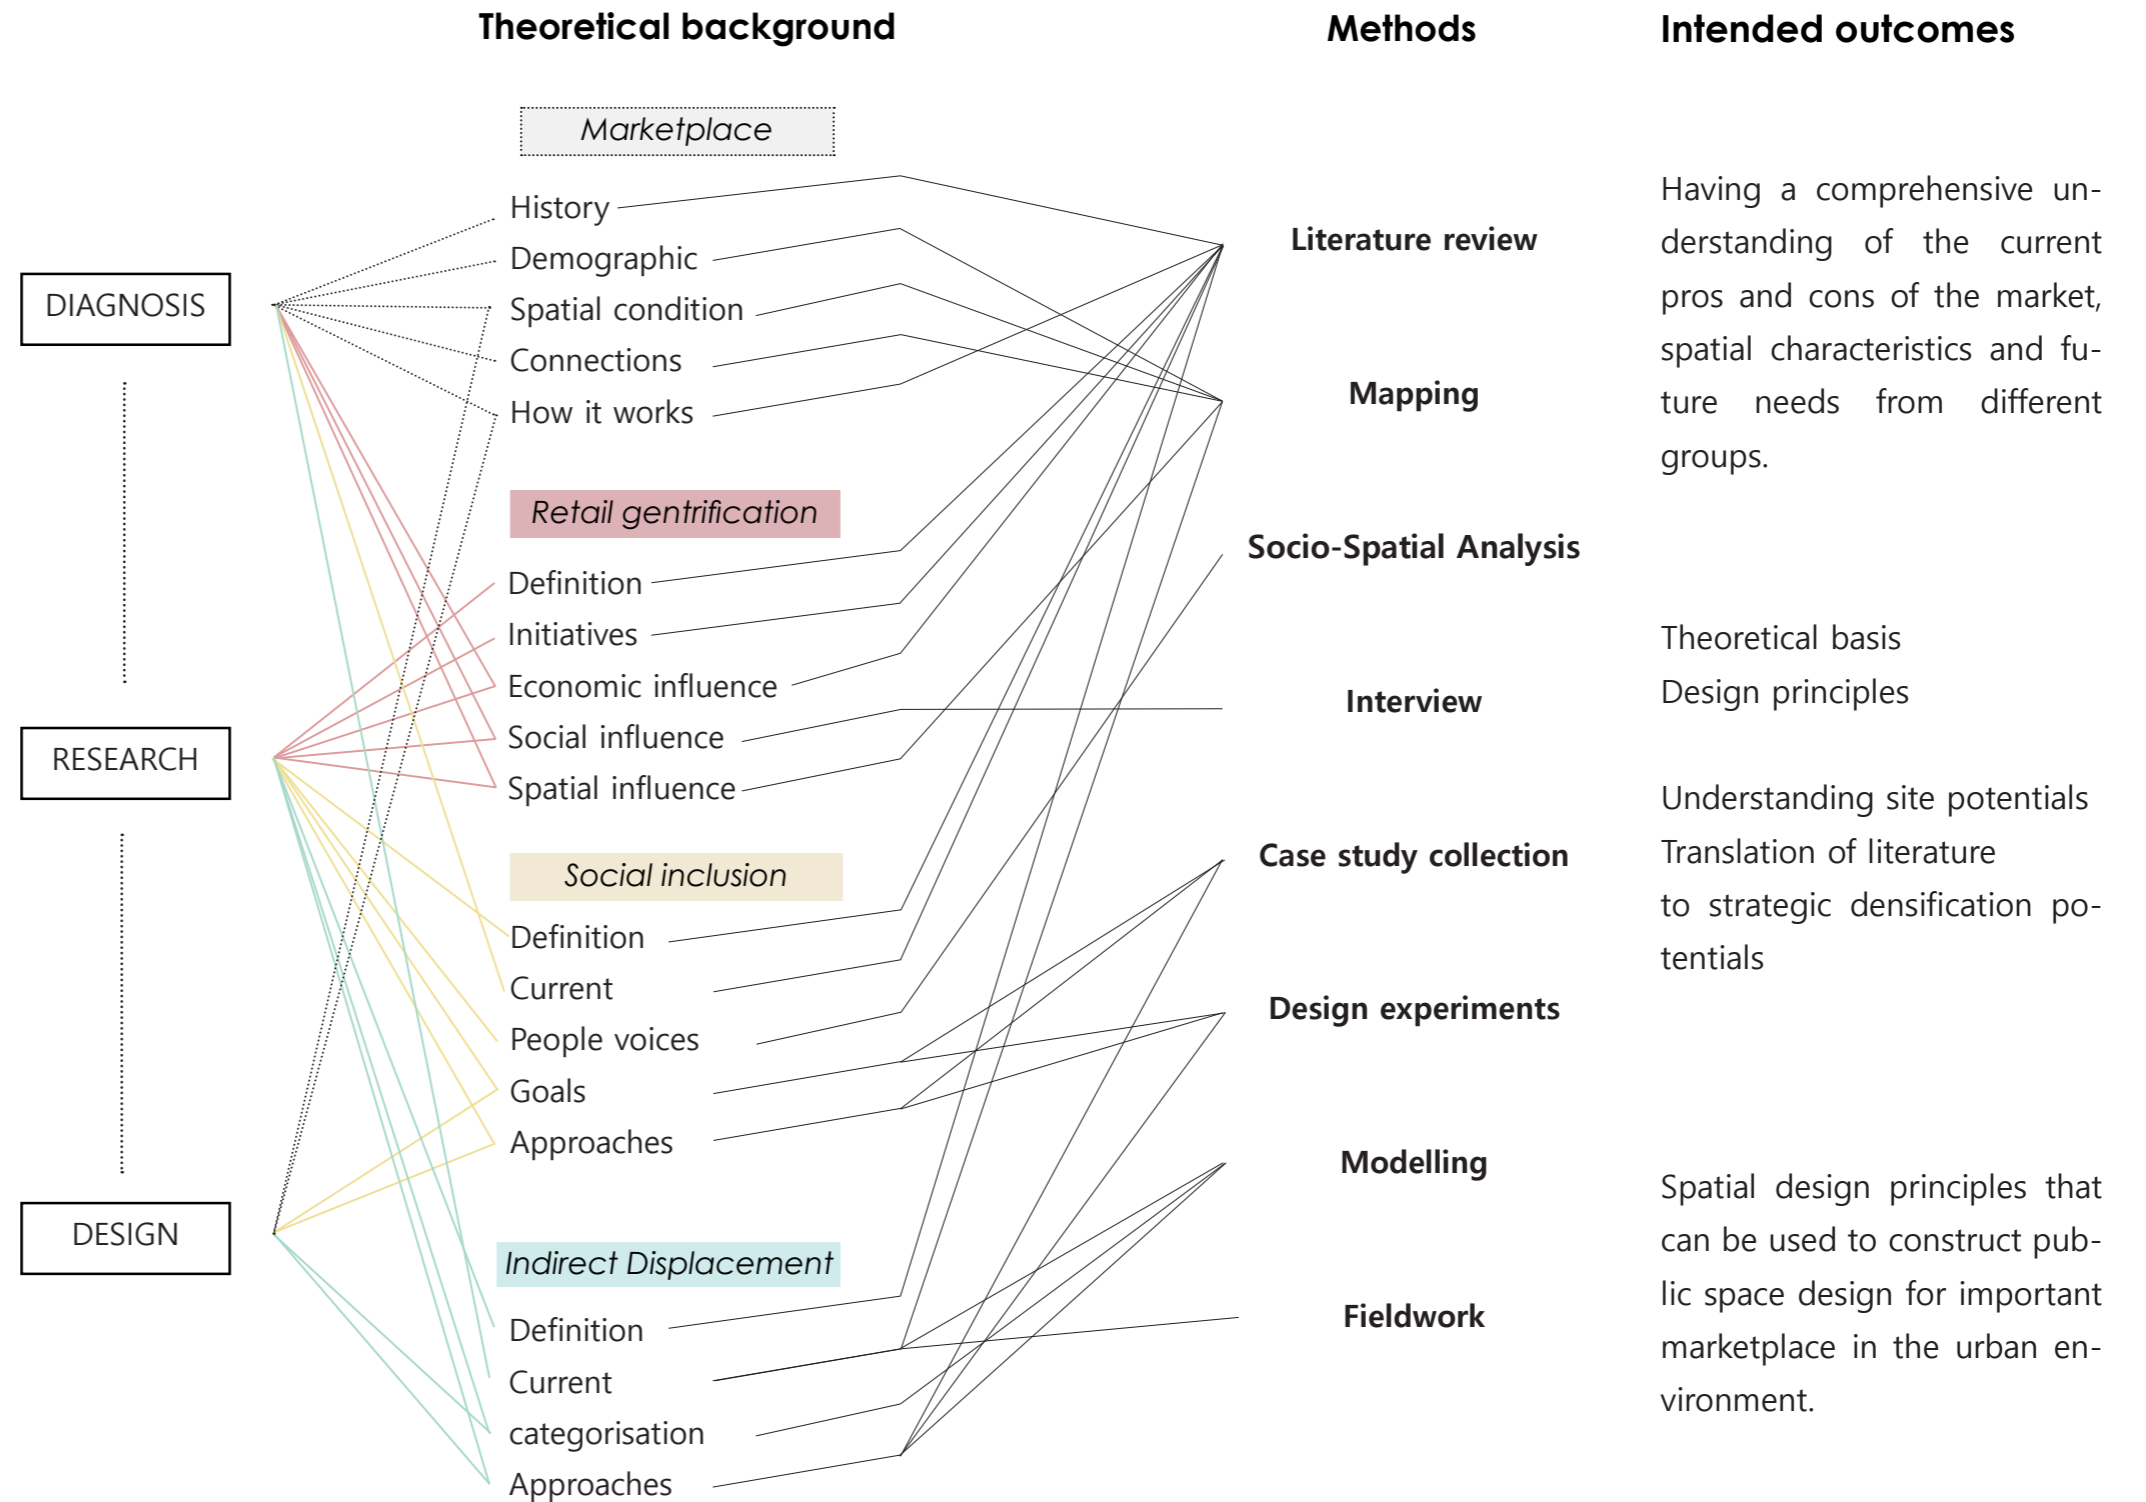 Theoretical background
Methods
Intended outcomes
DIAGNOSIS
RESEARCH
DESIGN
Marketplace
History
Demographic
Spatial condition
Connections
How it works
Retail gentrification
Definition
Initiatives
Economic influence
Social influence
Spatial influence
Social inclusion
Definition
Current
People voices
Goals
Approaches
Indirect Displacement
Definition
Current
categorisation
Approaches
Literature review
Mapping
Socio-Spatial Analysis
Interview
Case study collection
Design experiments
Modelling
Fieldwork
Having a comprehensive un-
derstanding of the current
pros and cons of the market,
spatial characteristics and fu-
ture needs from different
groups.
Theoretical basis
Design principles
Understanding site potentials
Translation of literature
to strategic densification po-
tentials
Spatial design principles that
can be used to construct pub-
lic space design for important
marketplace in the urban en-
vironment.